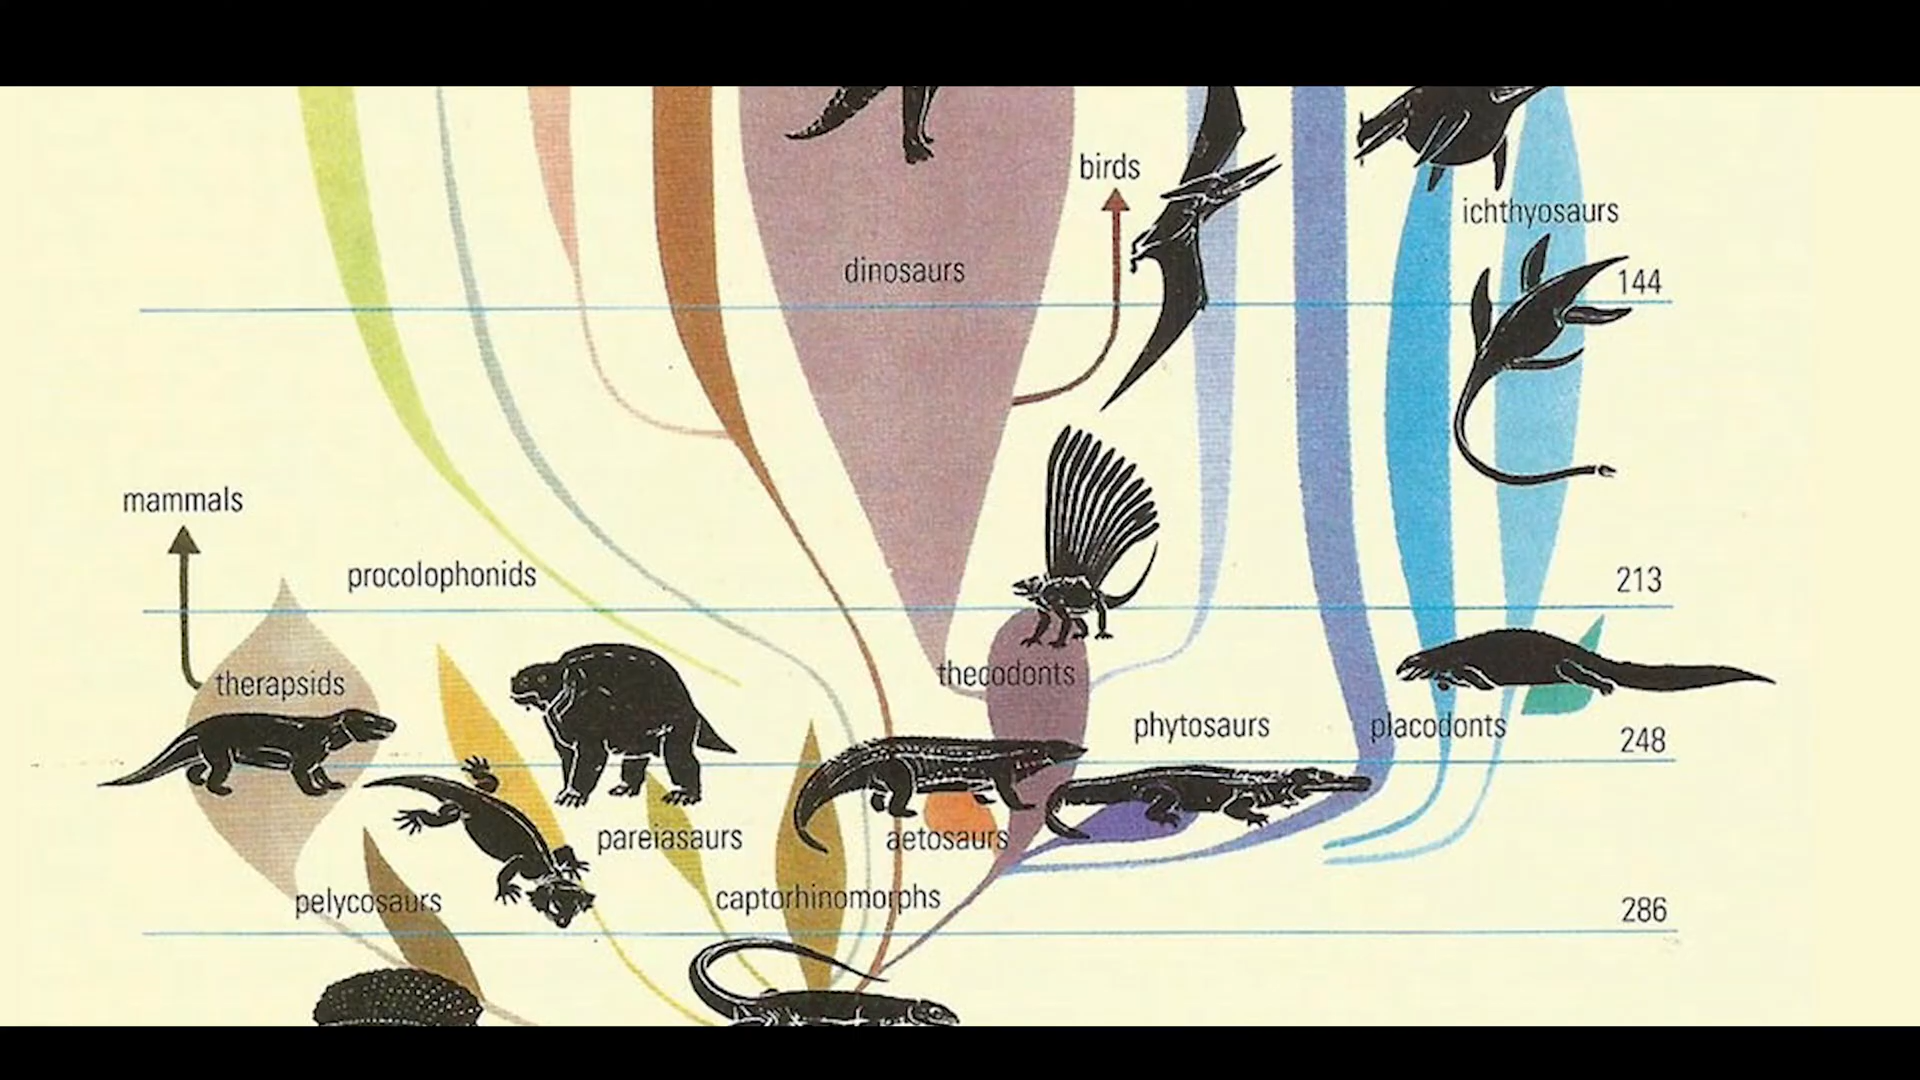 birds
ichthyosaurs
dinosaurs
144
mammals
procolophonids
213
therapsids
thecodonts
phytosaurs
placodonts
248
pareiasaurs
aetosaurs
pelycosaurs
captorhinomorphs
286